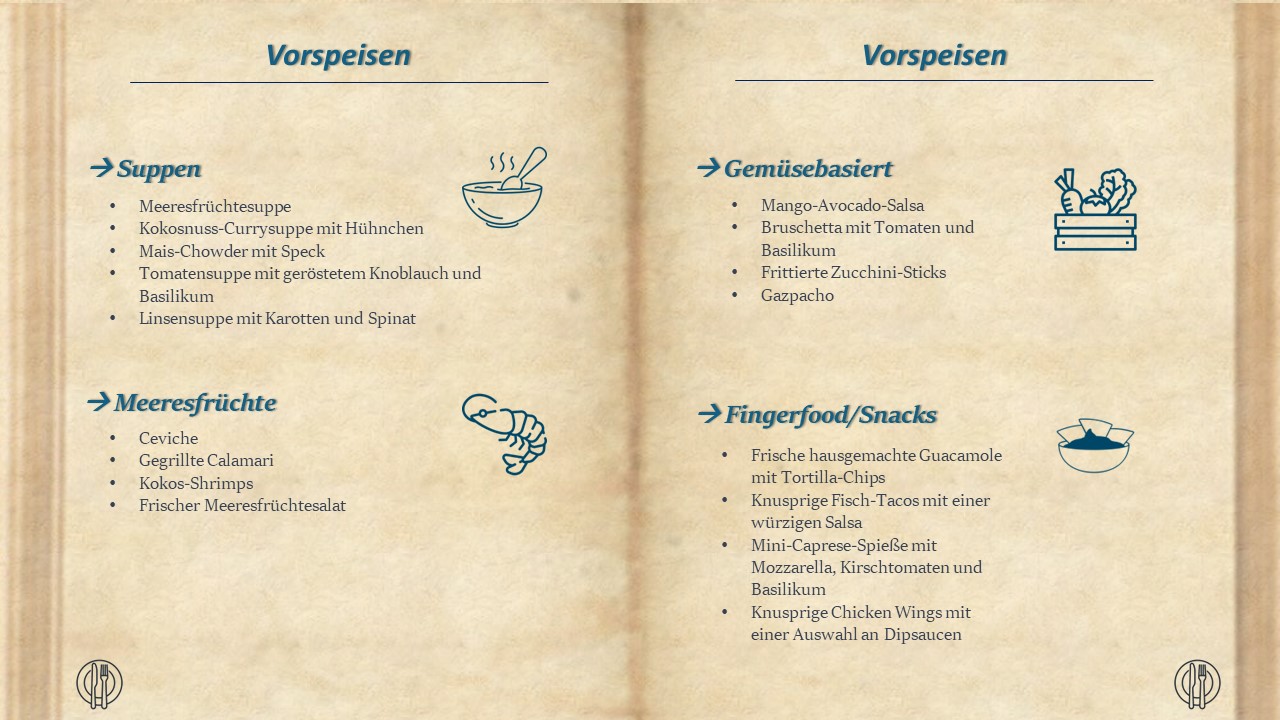 Vorspeisen
→ Suppen
• Meeresfrüchtesuppe
• Kokosnuss-Currysuppe mit Hühnchen
• Mais-Chowder mit Speck
• Tomatensuppe mit geröstetem Knoblauch und
Basilikum
• Linsensuppe mit Karotten und Spinat
→ Meeresfrüchte
• Ceviche
• Gegrillte Calamari
• Kokos-Shrimps
• Frischer Meeresfrüchtesalat
Vorspeisen
→ Gemüsebasiert
• Mango-Avocado-Salsa
• Bruschetta mit Tomaten und
Basilikum
• Frittierte Zucchini-Sticks
• Gazpacho
→ Fingerfood/Snacks
• Frische hausgemachte Guacamole
mit Tortilla-Chips
• Knusprige Fisch-Tacos mit einer
würzigen Salsa
• Mini-Caprese-Spieße mit
Mozzarella, Kirschtomaten und
Basilikum
• Knusprige Chicken Wings mit
einer Auswahl an Dipsaucen